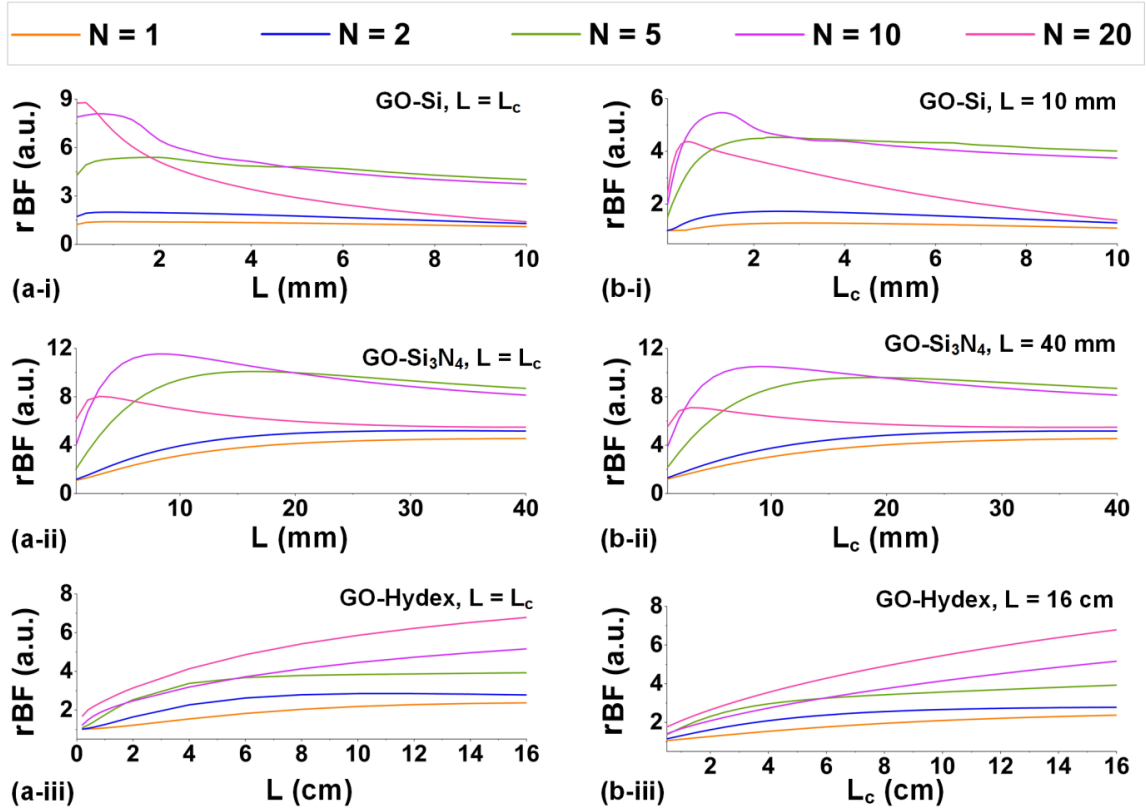 N = 1 N = 2 N = 5 N = 10 N = 20
GO-Si, L = Lc
rBF (a.u.)
9
6
3
0
2 4 6 8 10
L (mm)
(a-i)
GO-Si, L = 10 mm
rBF (a.u.)
6
4
2
2 4 6 8 10
Lc (mm)
(b-i)
GO-Si3N4, L = Lc
rBF (a.u.)
12
8
4
0
10 20 30 40
L (mm)
(a-ii)
GO-Si3N4, L = 40 mm
rBF (a.u.)
12
8
4
0
10 20 30 40
Lc (mm)
(b-ii)
GO-Hydex, L = Lc
rBF (a.u.)
8
6
4
2
0 2 4 6 8 10 12 14 16
L (cm)
(a-iii)
GO-Hydex, L = 16 cm
rBF (a.u.)
8
6
4
2
2 4 6 8 10 12 14 16
Lc (cm)
(b-iii)